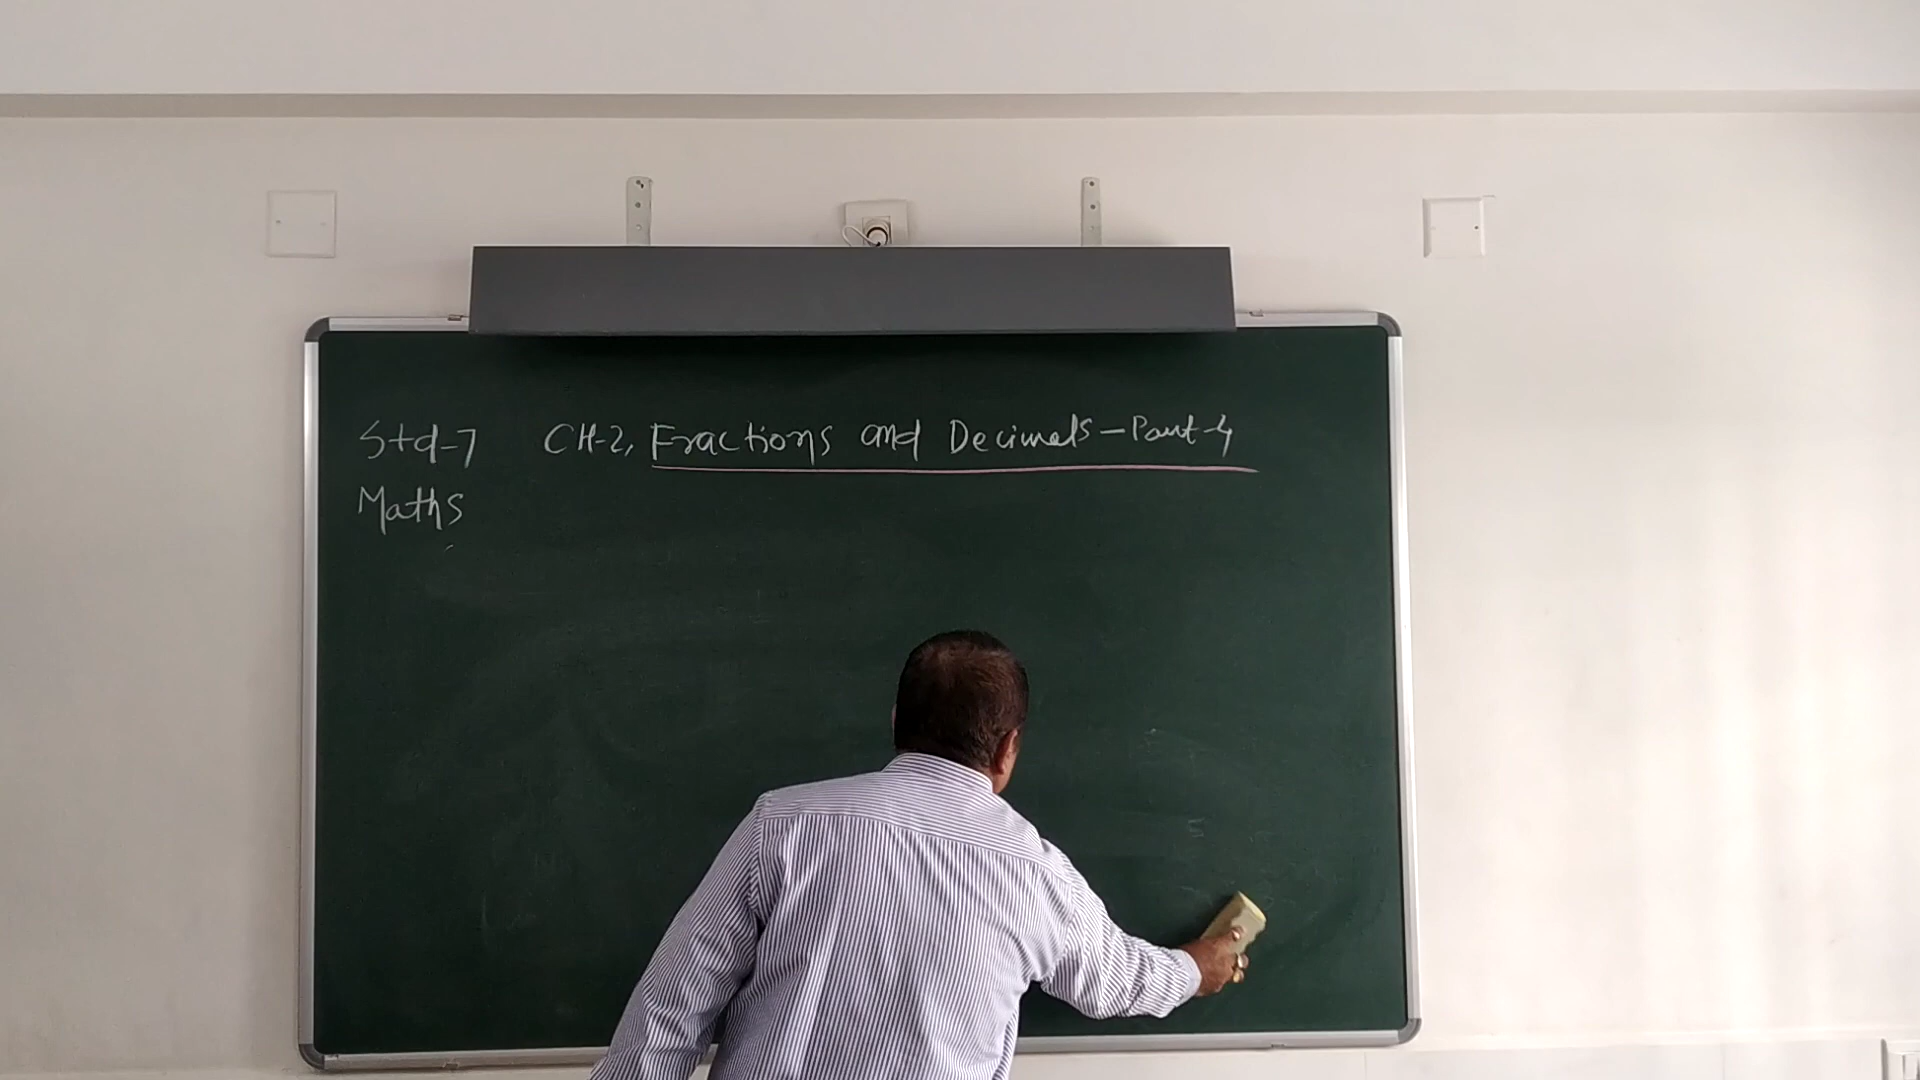 Std-7 CH-2, Fractions and Decimals-Part-4
Maths